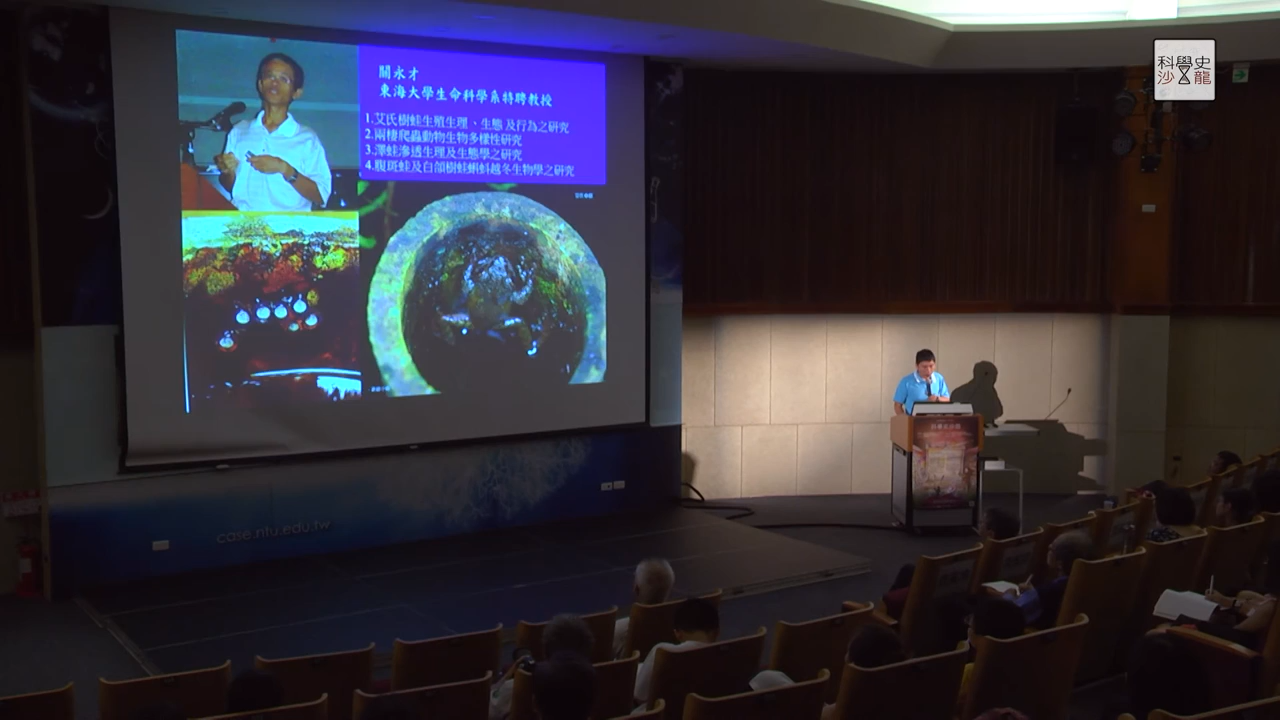 關永才
東海大學生命科學系特聘教授
1.艾氏樹蛙生殖生理、生態及行為之研究
2.兩棲爬蟲動物生物多樣性研究
3.澤蛙滲透生理及生態學之研究
4.腹斑蛙及白頷樹蛙蝌蚪越冬生物學之研究
科學史
沙龍
case.ntu.edu.tw